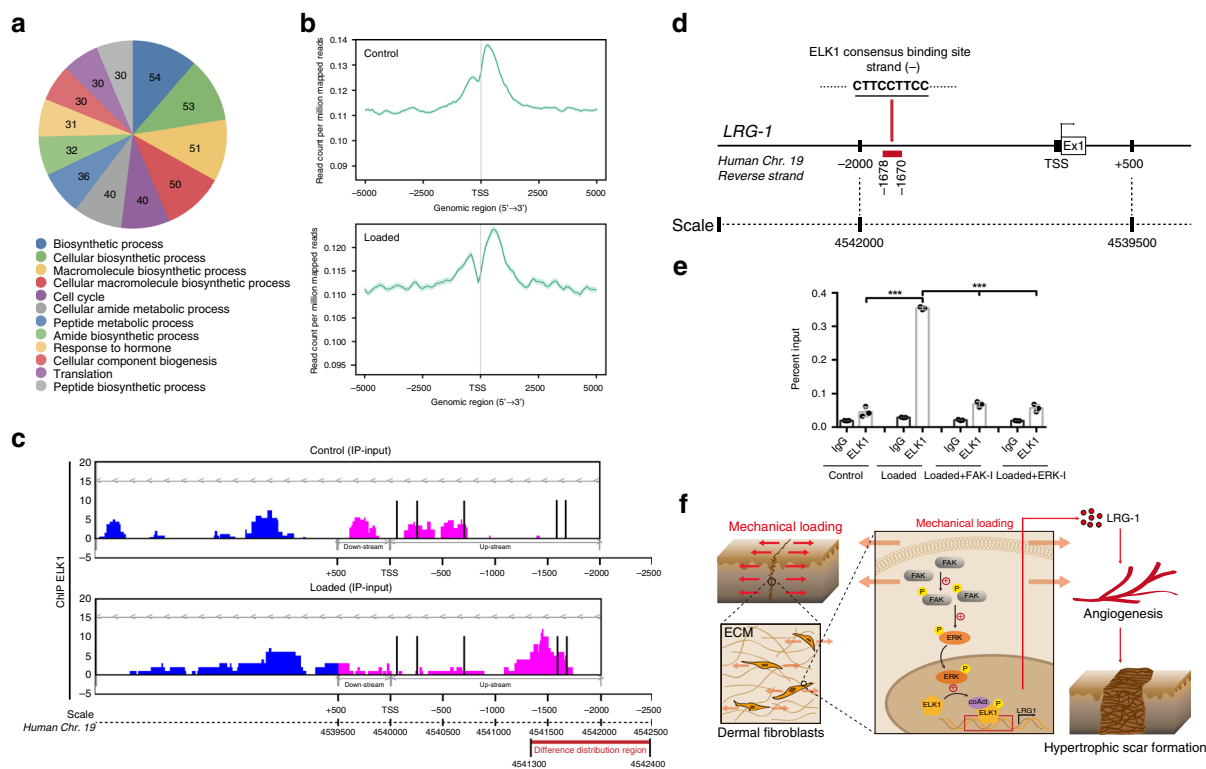 a
54
53
51
50
40
40
36
32
31
30
30
30
Biosynthetic process
Cellular biosynthetic process
Macromolecule biosynthetic process
Cellular macromolecule biosynthetic process
Cell cycle
Cellular amide metabolic process
Peptide metabolic process
Amide biosynthetic process
Response to hormone
Cellular component biogenesis
Translation
Peptide biosynthetic process
b
Control
Read count per million mapped reads
0.14
0.13
0.12
0.11
0.10
0.09
−5000 −2500 TSS 2500 5000
Genomic region (5'→3')
Loaded
Read count per million mapped reads
0.120
0.115
0.110
0.105
0.100
0.095
−5000 −2500 TSS 2500 5000
Genomic region (5'→3')
c
ChIP ELK1
Control (IP-input)
20
15
10
5
0
−5
Down-stream Up-stream
+500 TSS −500 −1000 −1500 −2000 −2500
Loaded (IP-input)
20
15
10
5
0
−5
Down-stream Up-stream
+500 TSS −500 −1000 −1500 −2000 −2500
Scale
Human Chr. 19
4539500 4540000 4540500 4541000 4541500 4542000 4542500
Difference distribution region
4541300 4542400
d
ELK1 consensus binding site
strand (−)
CTTCCTTCC
LRG-1
Ex1
Human Chr. 19
Reverse strand
−2000
−1678
−1670
TSS
+500
Scale
4542000 4539500
e
Percent input
0.4
0.3
0.2
0.1
0.0
*** ***
IgG ELK1 IgG ELK1 IgG ELK1 IgG ELK1
Control Loaded Loaded+FAK-I Loaded+ERK-I
f
Mechanical loading
ECM
Dermal fibroblasts
Mechanical loading
FAK
FAK
P P
FAK FAK
P
ERK
P
ERK
ELK1
coAct P
ELK1
LRG1
LRG-1
Angiogenesis
Hypertrophic scar formation